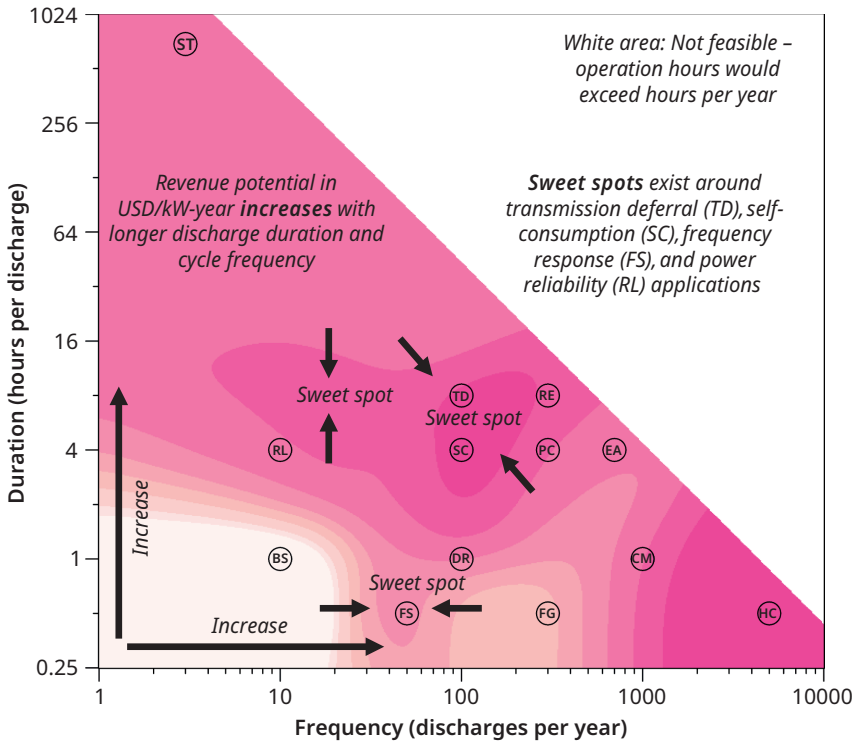 1024
256
64
16
4
1
0.25
Duration (hours per discharge)
ST
White area: Not feasible –
operation hours would
exceed hours per year
Revenue potential in
USD/kW-year increases with
longer discharge duration and
cycle frequency
Sweet spots exist around
transmission deferral (TD), self-
consumption (SC), frequency
response (FS), and power
reliability (RL) applications
Sweet spot
TD
RE
Sweet spot
RL
SC
PC
EA
Increase
BS
DR
CM
Sweet spot
FS
FG
HC
Increase
1
10
100
1000
10000
Frequency (discharges per year)